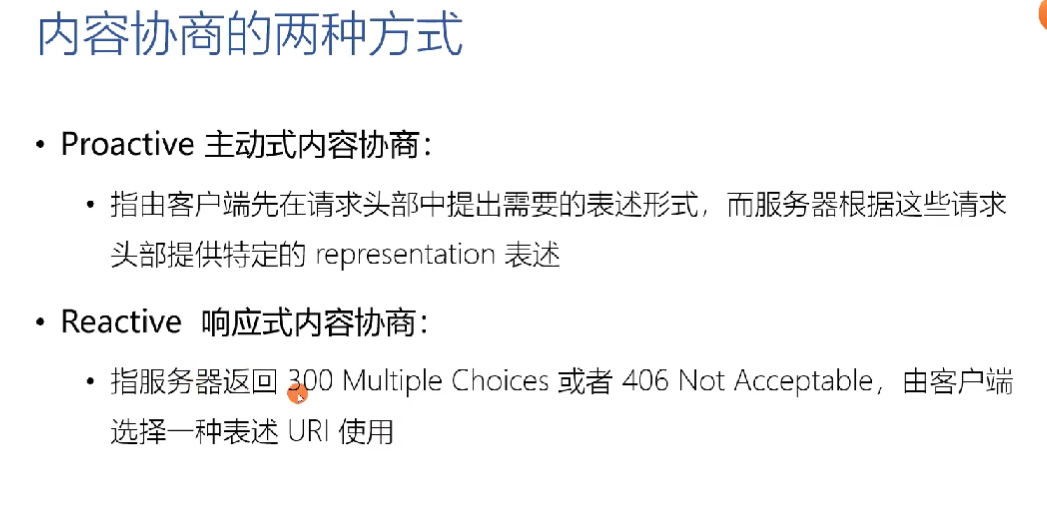 内容协商的两种方式
• Proactive 主动式内容协商：
• 指由客户端先在请求头部中提出需要的表述形式，而服务器根据这些请求
头部提供特定的 representation 表述
• Reactive 响应式内容协商：
• 指服务器返回 300 Multiple Choices 或者 406 Not Acceptable，由客户端
选择一种表述 URI 使用